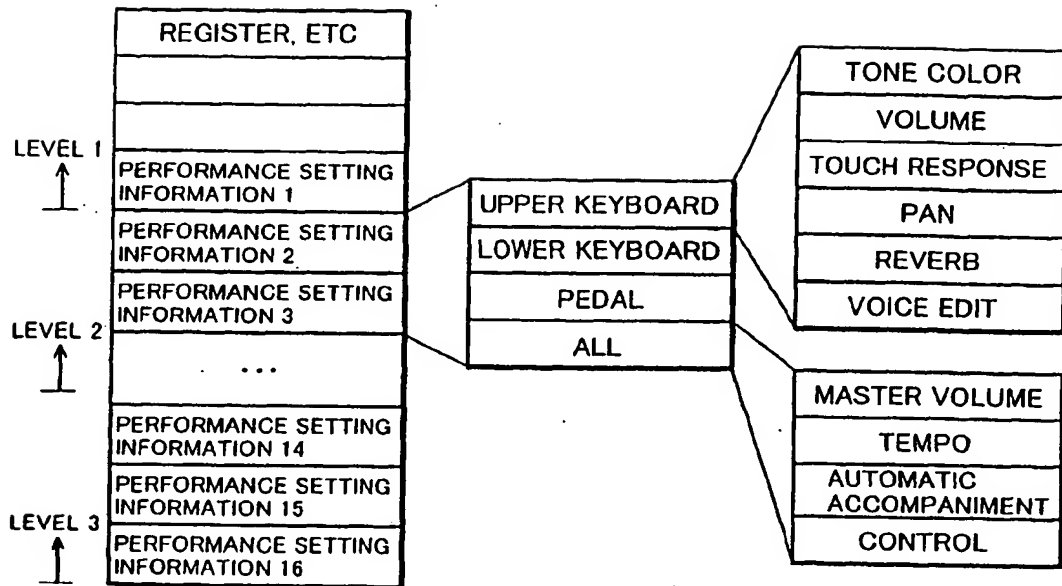 REGISTER, ETC
LEVEL 1
PERFORMANCE SETTING
INFORMATION 1
PERFORMANCE SETTING
INFORMATION 2
PERFORMANCE SETTING
INFORMATION 3
LEVEL 2
...
PERFORMANCE SETTING
INFORMATION 14
PERFORMANCE SETTING
INFORMATION 15
LEVEL 3
PERFORMANCE SETTING
INFORMATION 16
UPPER KEYBOARD
LOWER KEYBOARD
PEDAL
ALL
TONE COLOR
VOLUME
TOUCH RESPONSE
PAN
REVERB
VOICE EDIT
MASTER VOLUME
TEMPO
AUTOMATIC
ACCOMPANIMENT
CONTROL